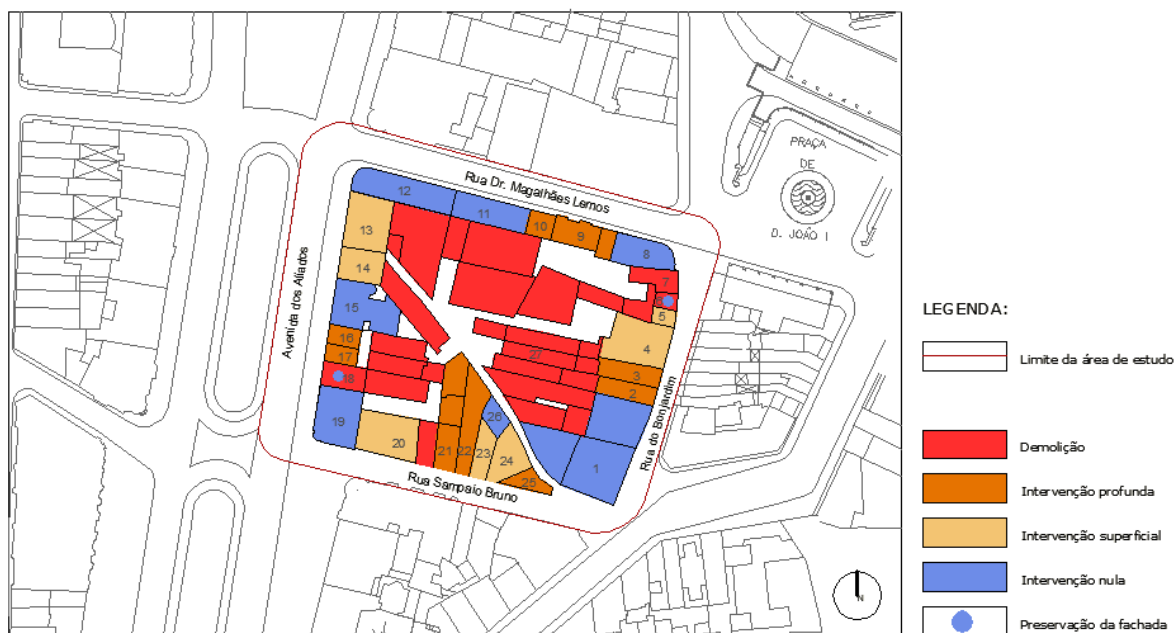 Rua Dr. Magalhães Lemos
PRAÇA
DE
D. JOÃO I
12
11
10
9
8
13
7
14
5
15
4
16
27
17
3
18
2
19
26
20
21
22
23
24
1
25
Avenida dos Aliados
Rua do Bonjardim
Rua Sampaio Bruno
N
LEGENDA:
Limite da área de estudo
Demolição
Intervenção profunda
Intervenção superficial
Intervenção nula
Preservação da fachada